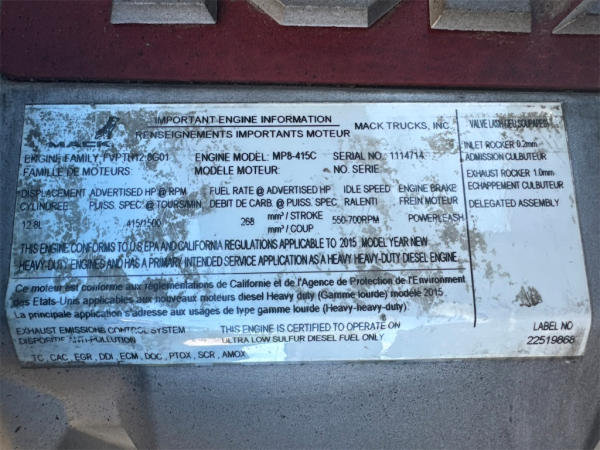 MACK
IMPORTANT ENGINE INFORMATION
RENSEIGNEMENTS IMPORTANTS MOTEUR
MACK TRUCKS, INC.
VALVE LASH
INLET ROCKER 0.2mm
ADMISSION CULBUTEUR
EXHAUST ROCKER 1.0mm
ECHAPPEMENT CULBUTEUR
DELEGATED ASSEMBLY
ENGINE FAMILY ENGINE MODEL: MP8-415C SERIAL NO: 1114714
FAMILLE DE MOTEURS: MODÈLE MOTEUR: NO. SERIE:
DISPLACEMENT ADVERTISED HP @ RPM FUEL RATE @ ADVERTISED HP IDLE SPEED ENGINE BRAKE
CYLINDREE PUISS. SPEC. @ TOURS/MIN DEBIT DE CARB. @ PUISS. SPEC. RALENTI FREIN MOTEUR
12.8L 415/1500 268 mm³ / STROKE 550-700RPM POWERLEASH
mm³ / COUP
THIS ENGINE CONFORMS TO U.S EPA AND CALIFORNIA REGULATIONS APPLICABLE TO 2015 MODEL YEAR NEW
HEAVY-DUTY ENGINES AND HAS A PRIMARY INTENDED SERVICE APPLICATION AS A HEAVY HEAVY-DUTY DIESEL ENGINE.
Ce moteur est conforme aux réglementations de Californie et de l'Agence de Protection de l'Environment
des Etats-Unis applicables aux nouveaux moteurs diesel Heavy-Duty (Gamme lourde) modèle 2015.
La principale application s'adresse aux usages de type gamme lourde (Heavy-heavy-duty).
EXHAUST EMISSIONS CONTROL SYSTEM THIS ENGINE IS CERTIFIED TO OPERATE ON LABEL NO
DISPOSITIF ANTI-POLLUTION ULTRA LOW SULFUR DIESEL FUEL ONLY 22519868
TC, CAC, EGR, DDI, ECM, DOC, PTOX, SCR, AMOX